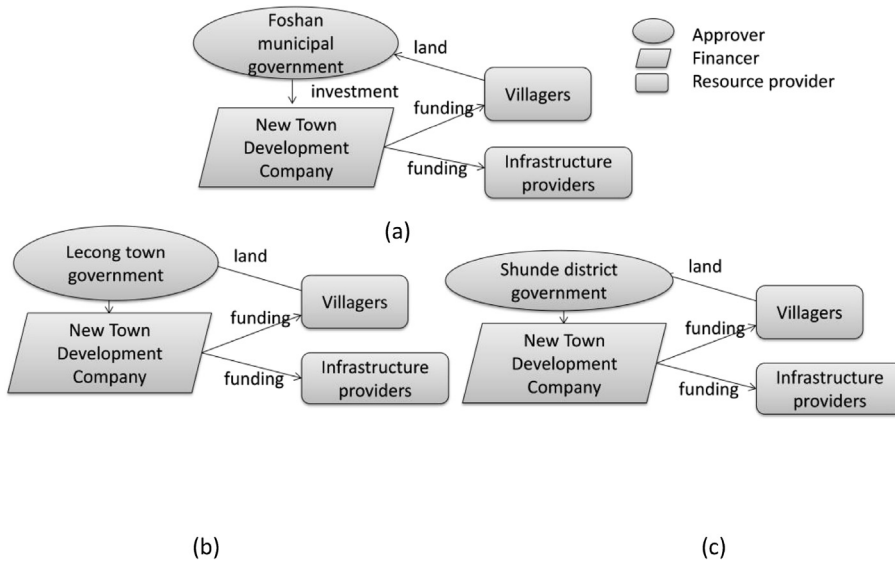 Foshan
municipal
government
land
investment
Villagers
funding
New Town
Development
Company
funding
Infrastructure
providers
Approver
Financer
Resource provider
(a)
Lecong town
government
land
Villagers
funding
New Town
Development
Company
funding
Infrastructure
providers
(b)
Shunde district
government
land
Villagers
funding
New Town
Development
Company
funding
Infrastructure
providers
(c)